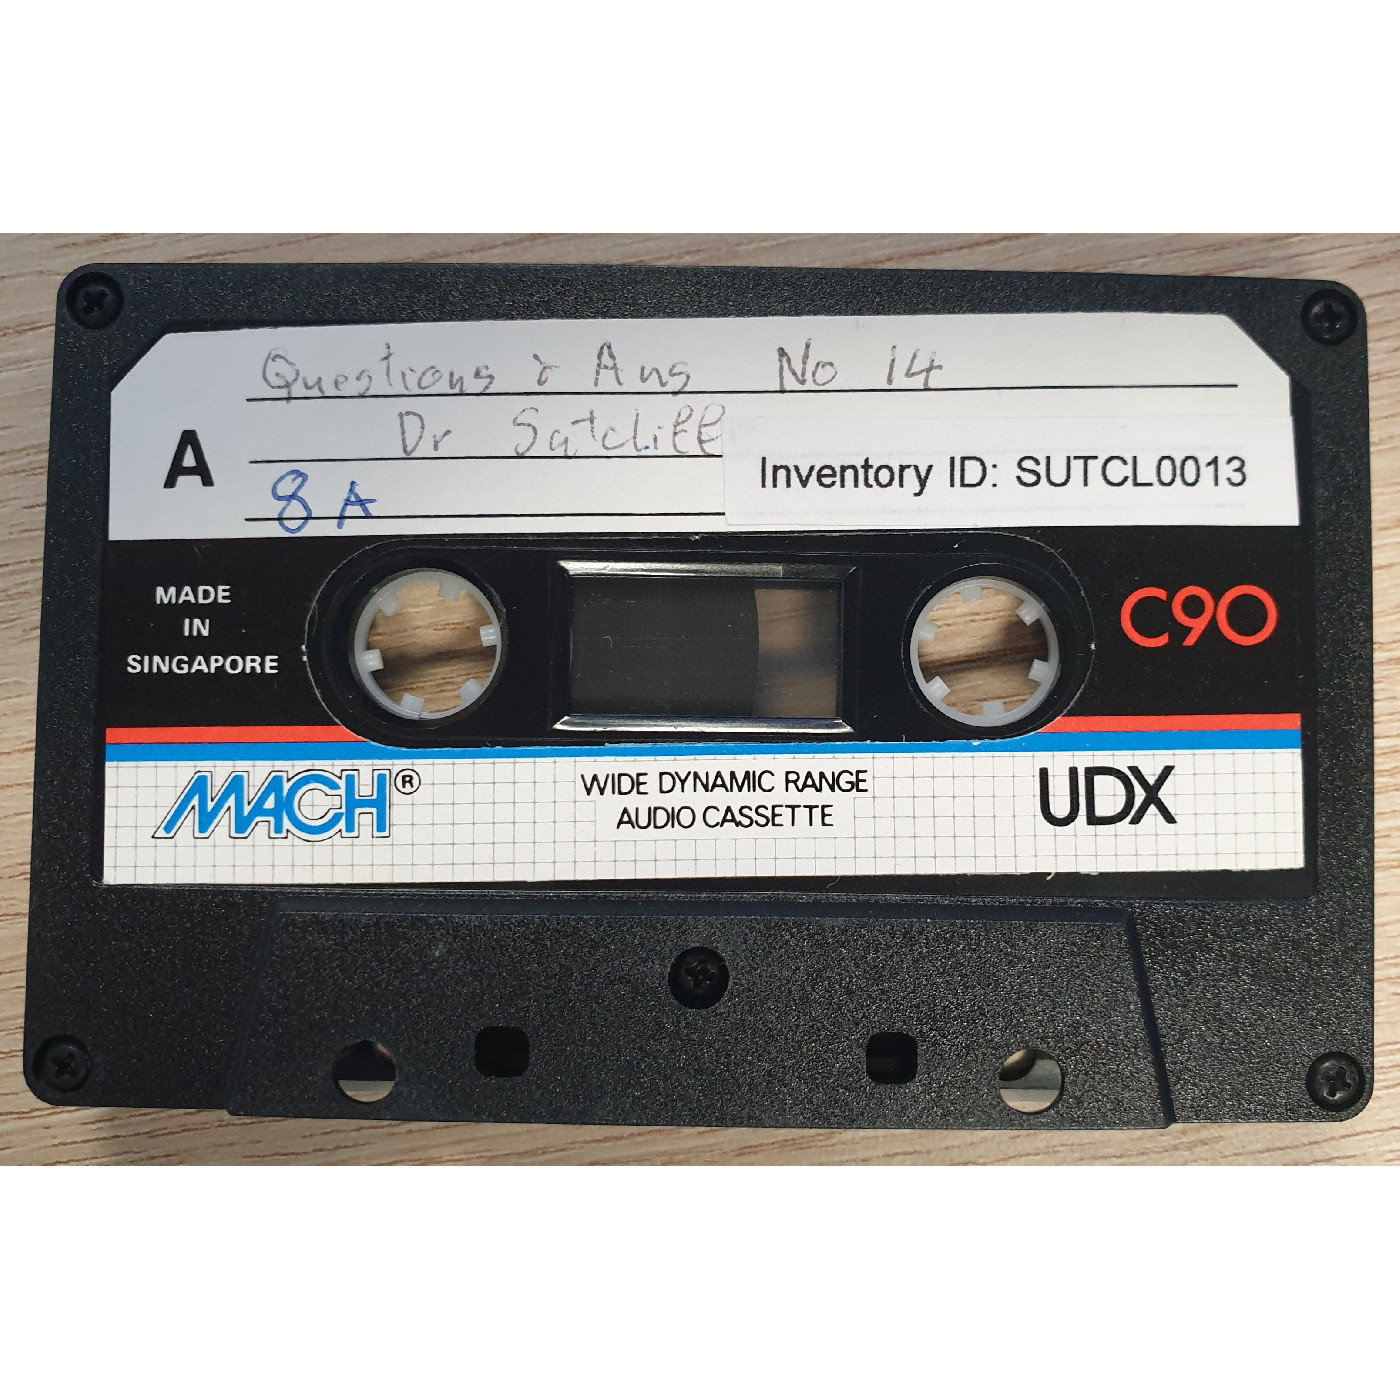 Questions & Ans No 14
Dr Sutcliff
A
Inventory ID: SUTCL0013
8A
MADE
IN
SINGAPORE
C90
MACH®
WIDE DYNAMIC RANGE
AUDIO CASSETTE
UDX